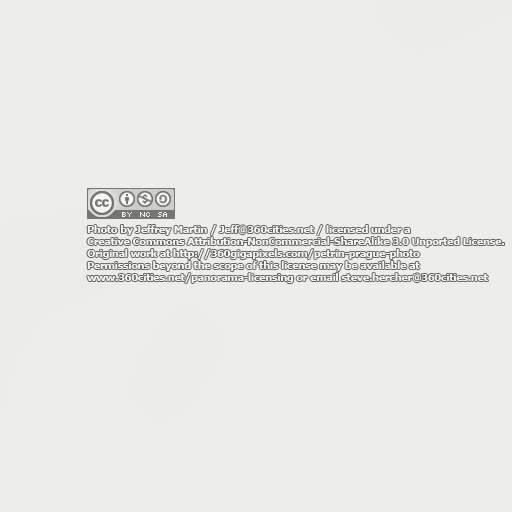 cc
BY NC SA
Photo by Jeffrey Martin / Jeff@360cities.net / licensed under a
Creative Commons Attribution-NonCommercial-ShareAlike 3.0 Unported License.
Original work at http://360gigapixels.com/petrin-prague-photo
Permissions beyond the scope of this license may be available at
www.360cities.net/panorama-licensing or email steve.hercher@360cities.net